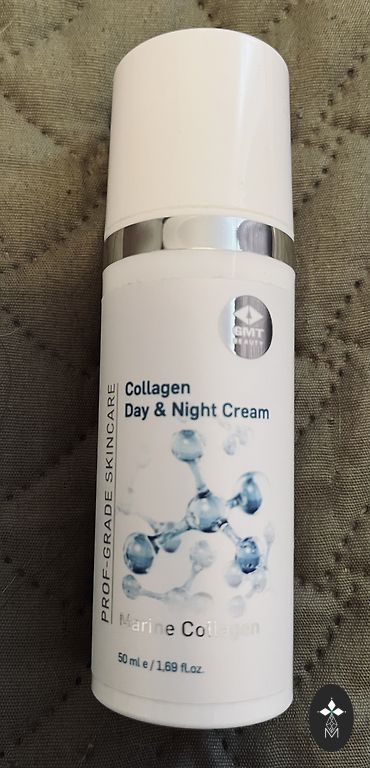 GMT
BEAUTY
Collagen
Day & Night Cream
PROF-GRADE SKINCARE
Marine Collagen
50 ml e / 1,69 fl.oz.
M